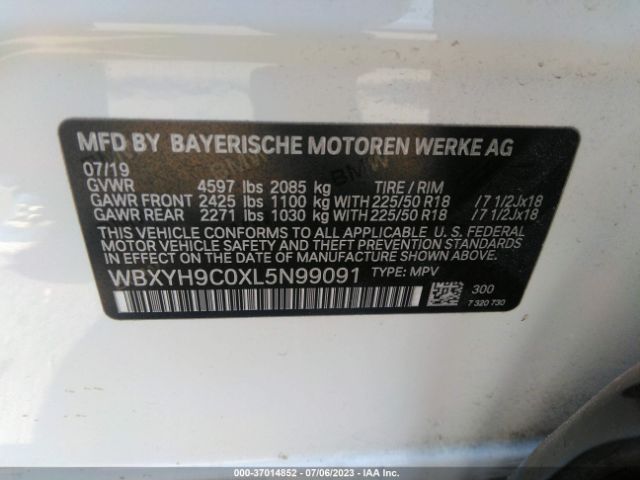 MFD BY BAYERISCHE MOTOREN WERKE AG
07/19
GVWR 4597 lbs 2085 kg TIRE / RIM
GAWR FRONT 2425 lbs 1100 kg WITH 225/50 R18 /7 1/2Jx18
GAWR REAR 2271 lbs 1030 kg WITH 225/50 R18 /7 1/2Jx18
THIS VEHICLE CONFORMS TO ALL APPLICABLE U. S. FEDERAL
MOTOR VEHICLE SAFETY AND THEFT PREVENTION STANDARDS
IN EFFECT ON THE DATE OF MANUFACTURE SHOWN ABOVE.
WBXYH9C0XL5N99091 TYPE: MPV
300
7 320 730
000-37014852 / 07/06/2023 - IAA Inc.